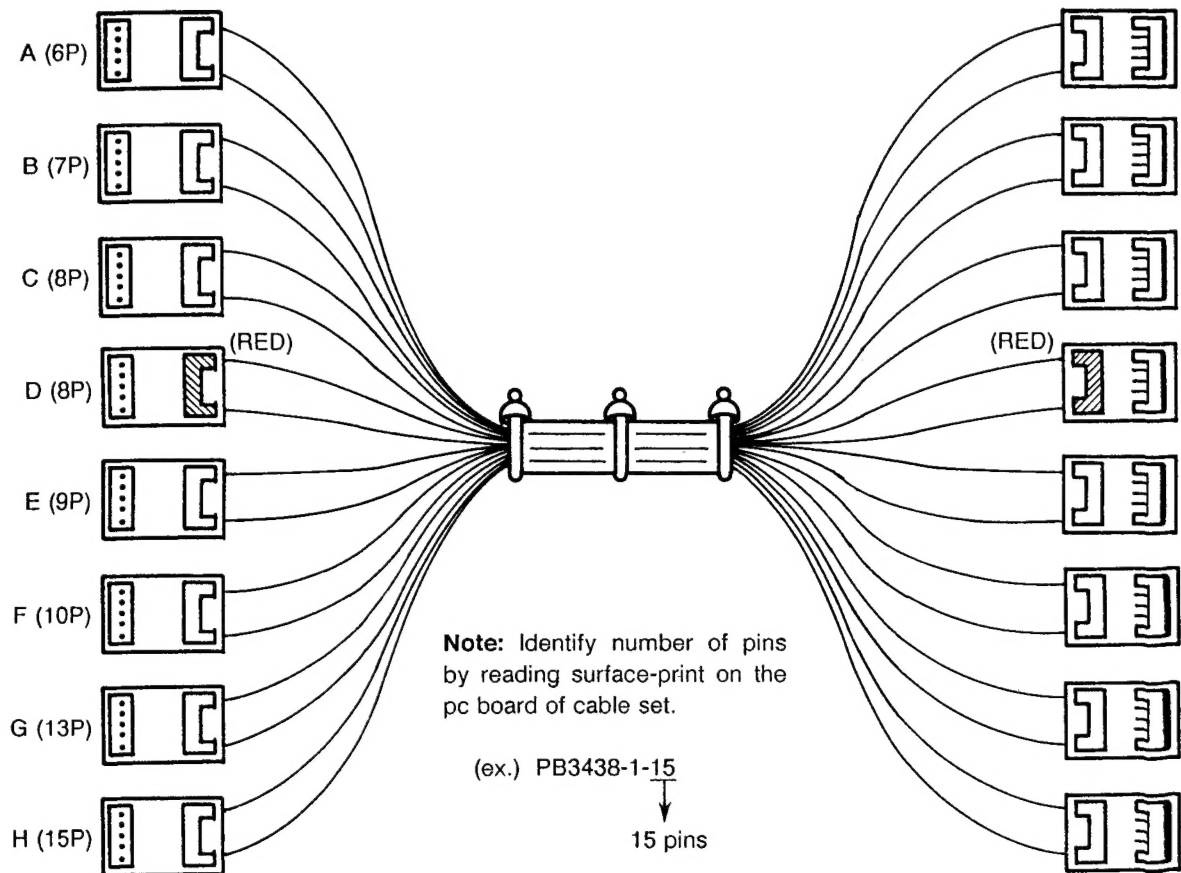 A (6P)
B (7P)
C (8P)
(RED)
(RED)
D (8P)
E (9P)
F (10P)
Note: Identify number of pins
by reading surface-print on the
pc board of cable set.
G (13P)
(ex.) PB3438-1-15
15 pins
H (15P)